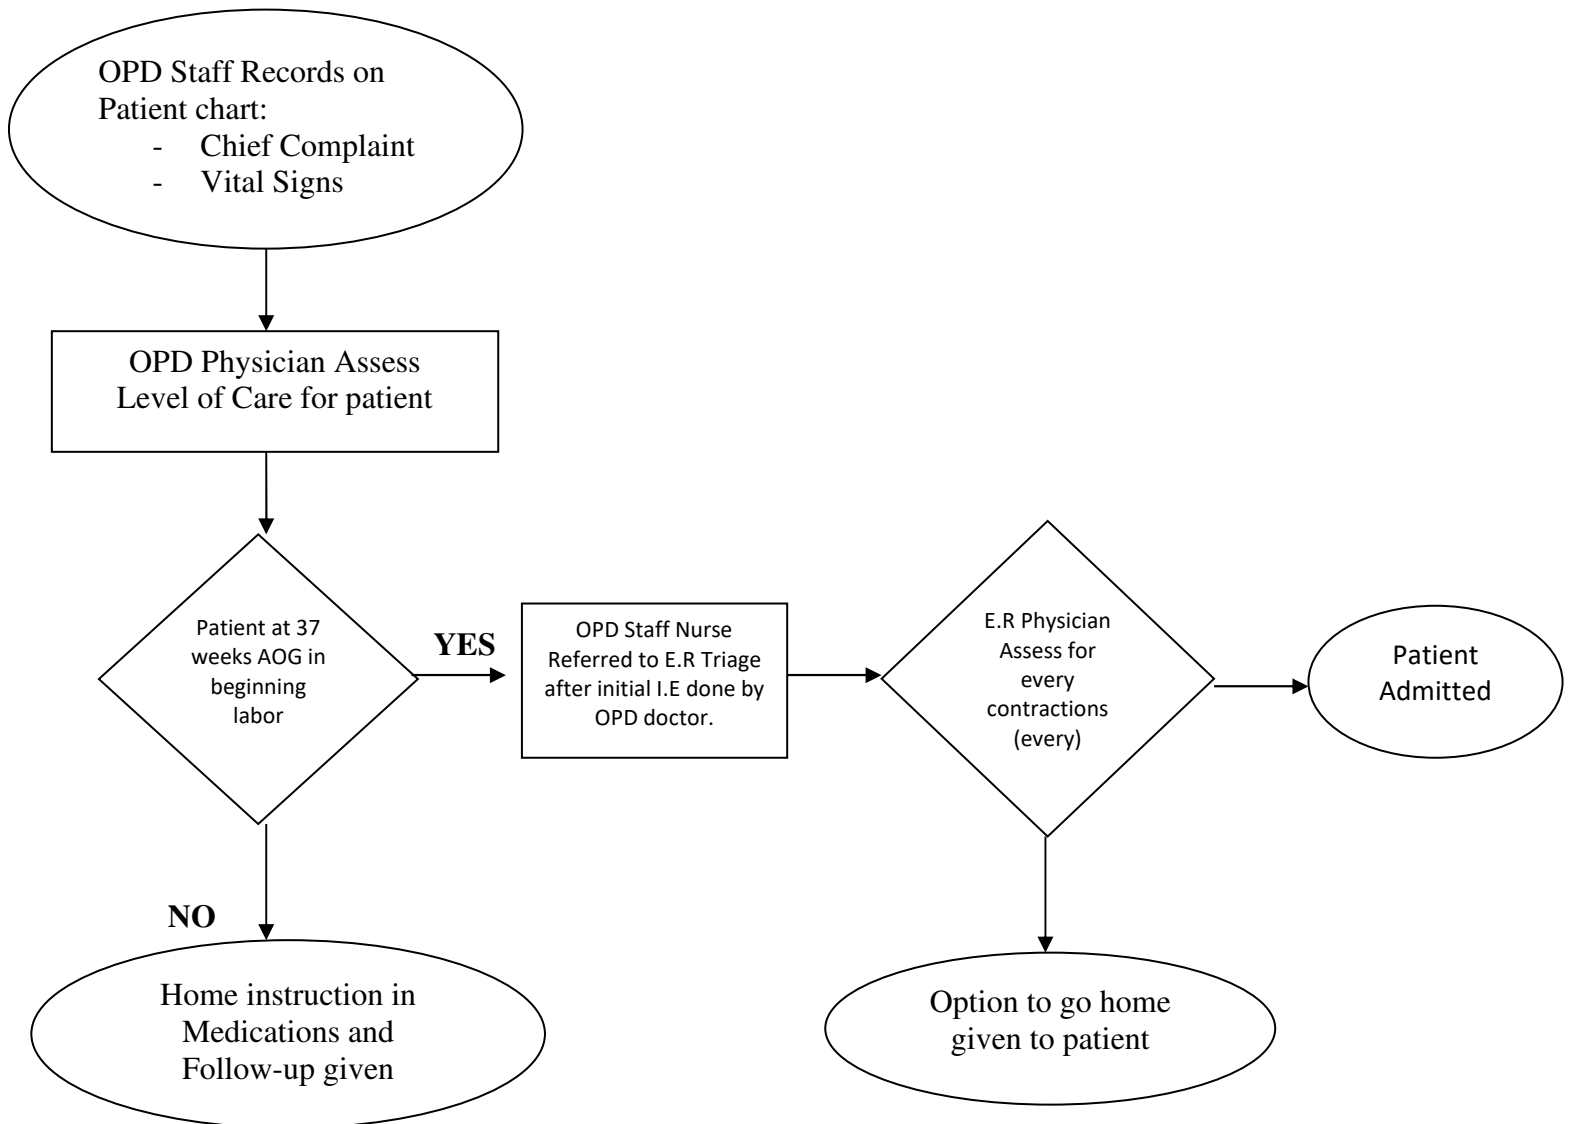 OPD Staff Records on
Patient chart:
- Chief Complaint
- Vital Signs
OPD Physician Assess
Level of Care for patient
Patient at 37
weeks AOG in
beginning
labor
YES
OPD Staff Nurse
Referred to E.R Triage
after initial I.E done by
OPD doctor.
E.R Physician
Assess for
every
contractions
(every)
Patient
Admitted
NO
Home instruction in
Medications and
Follow-up given
Option to go home
given to patient